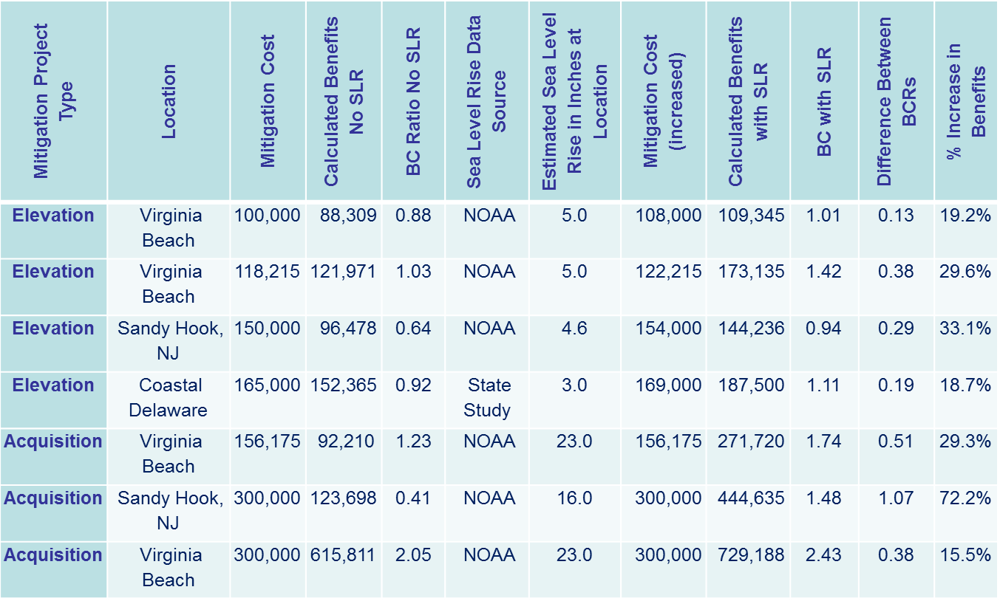 Mitigation Project
Type
Location
Mitigation Cost
Calculated Benefits
No SLR
BC Ratio No SLR
Sea Level Rise Data
Source
Estimated Sea Level
Rise in Inches at
Location
Mitigation Cost
(increased)
Calculated Benefits
with SLR
BC with SLR
Difference Between
BCRs
% Increase in
Benefits
Elevation Virginia 100,000 88,309 0.88 NOAA 5.0 108,000 109,345 1.01 0.13 19.2%
Beach
Elevation Virginia 118,215 121,971 1.03 NOAA 5.0 122,215 173,135 1.42 0.38 29.6%
Beach
Elevation Sandy Hook, 150,000 96,478 0.64 NOAA 4.6 154,000 144,236 0.94 0.29 33.1%
NJ
Elevation Coastal 165,000 152,365 0.92 State 3.0 169,000 187,500 1.11 0.19 18.7%
Delaware Study
Acquisition Virginia 156,175 92,210 1.23 NOAA 23.0 156,175 271,720 1.74 0.51 29.3%
Beach
Acquisition Sandy Hook, 300,000 123,698 0.41 NOAA 16.0 300,000 444,635 1.48 1.07 72.2%
NJ
Acquisition Virginia 300,000 615,811 2.05 NOAA 23.0 300,000 729,188 2.43 0.38 15.5%
Beach